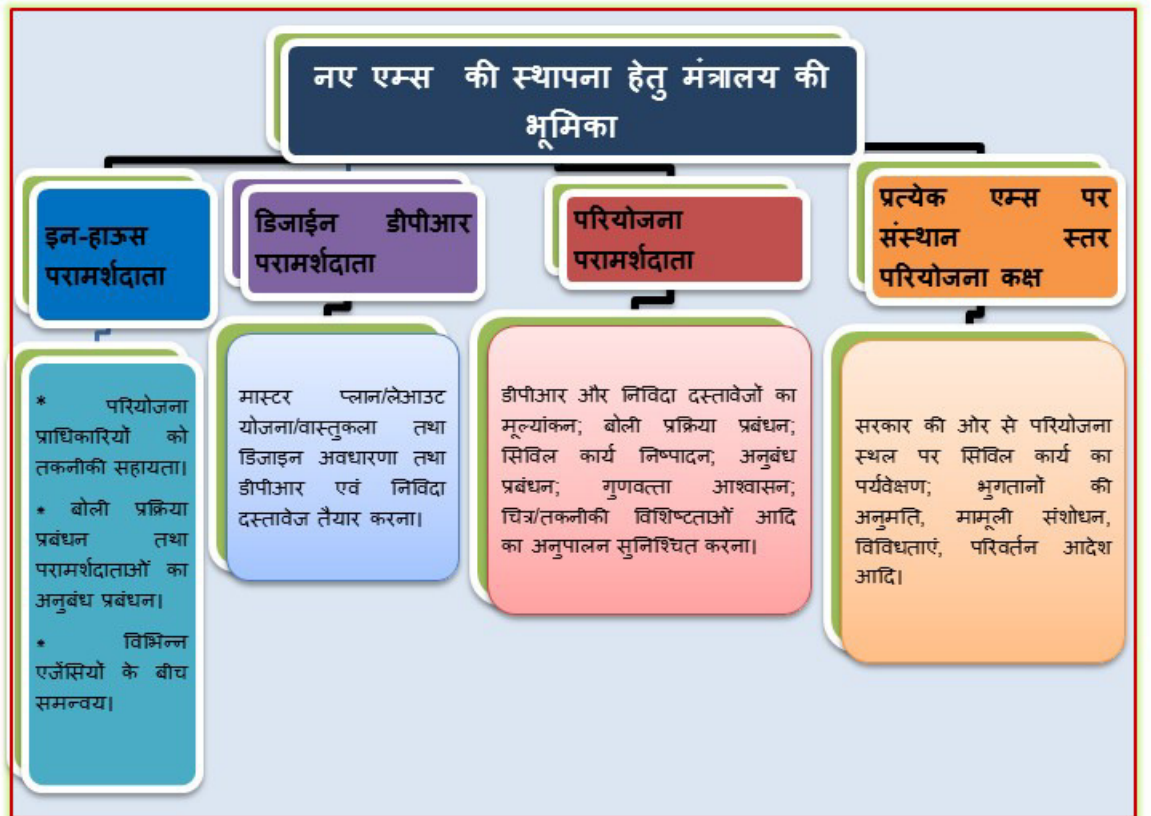 नए एम्स की स्थापना हेतु मंत्रालय की
भूमिका
इन-हाऊस
परामर्शदाता
डिजाईन डीपीआर
परामर्शदाता
परियोजना
परामर्शदाता
प्रत्येक एम्स पर
संस्थान स्तर
परियोजना कक्ष
* परियोजना
प्राधिकारियों को
तकनीकी सहायता।
* बोली प्रक्रिया
प्रबंधन तथा
परामर्शदाताओं का
अनुबंध प्रबंधन।
* विभिन्न
एजेंसियों के बीच
समन्वय।
मास्टर प्लान/लेआउट
योजना/वास्तुकला तथा
डिजाइन अवधारणा तथा
डीपीआर एवं निविदा
दस्तावेज तैयार करना।
डीपीआर और निविदा दस्तावेजों का
मूल्यांकन; बोली प्रक्रिया प्रबंधन;
सिविल कार्य निष्पादन; अनुबंध
प्रबंधन; गुणवत्ता आश्वासन;
चित्र/तकनीकी विशिष्टताओं आदि
का अनुपालन सुनिश्चित करना।
सरकार की ओर से परियोजना
स्थल पर सिविल कार्य का
पर्यवेक्षण; भुगतानों की
अनुमति, मामूली संशोधन,
विविधताएं, परिवर्तन आदेश
आदि।